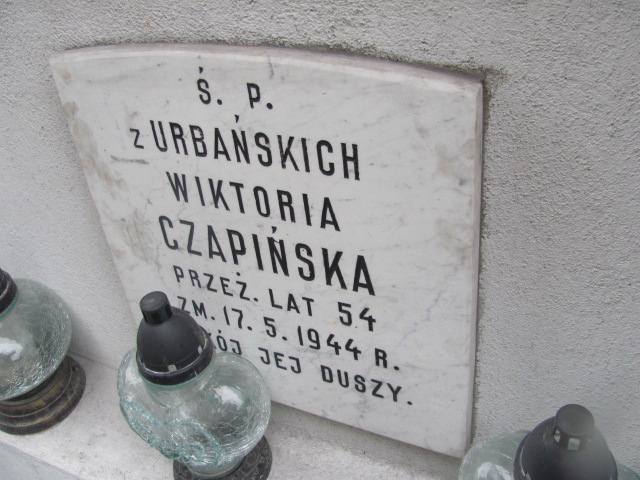 Ś. P.
z URBAŃSKICH
WIKTORIA
CZAPIŃSKA
PRZEŻ. LAT 54
ZM. 17. 5. 1944 R.
JEJ DUSZY.